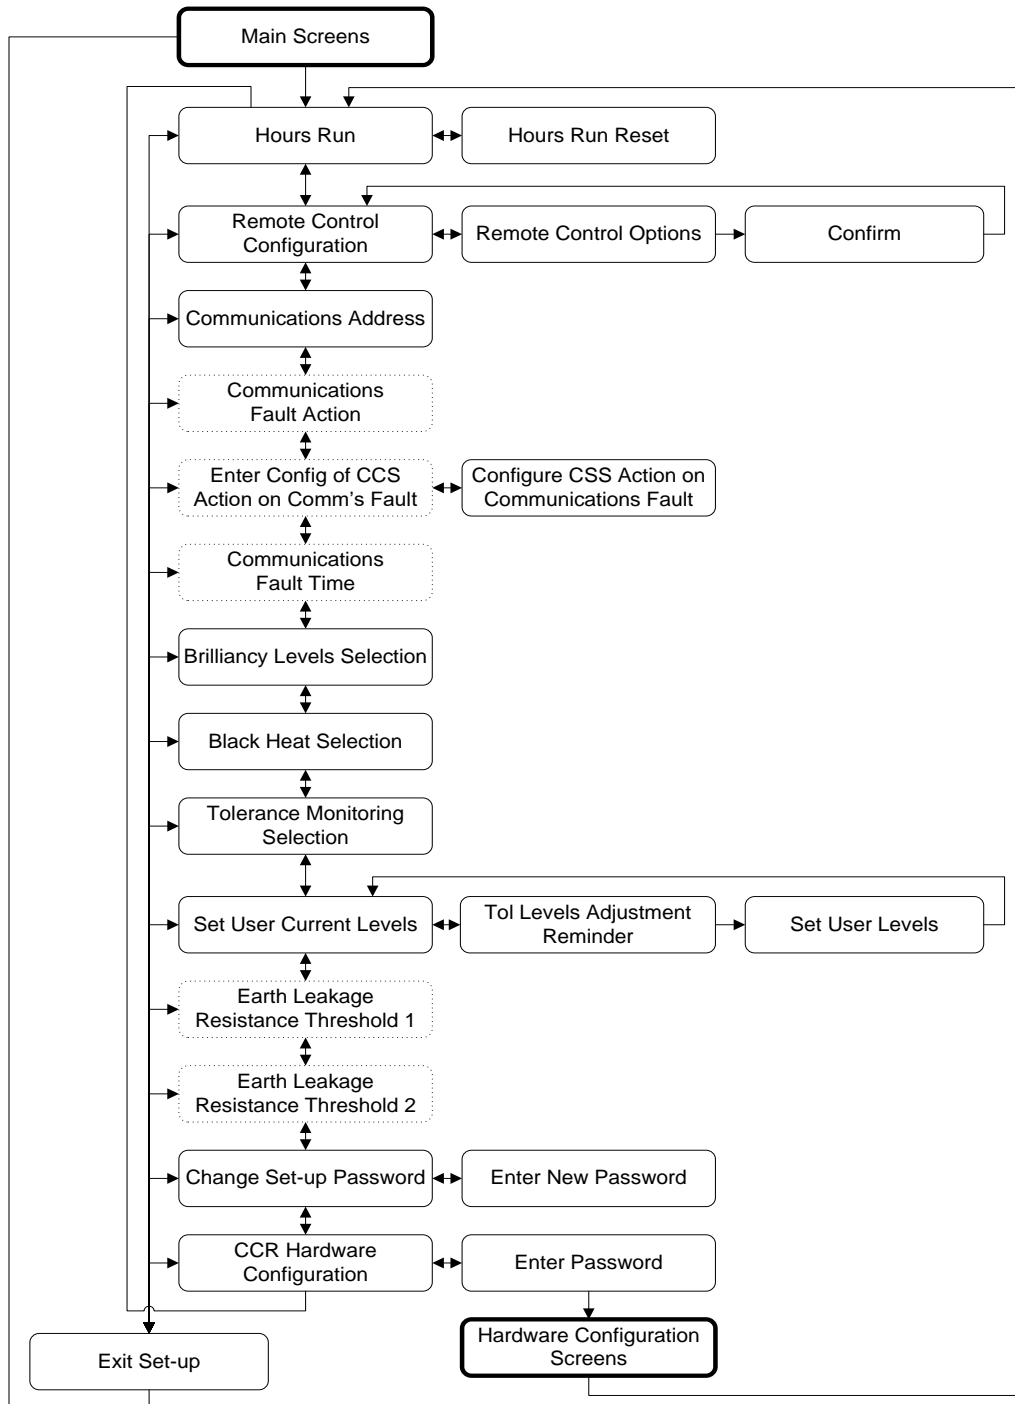 Main Screens
Hours Run
Hours Run Reset
Remote Control
Configuration
Remote Control Options
Confirm
Communications Address
Communications
Fault Action
Enter Config of CCS
Action on Comm's Fault
Configure CSS Action on
Communications Fault
Communications
Fault Time
Brilliancy Levels Selection
Black Heat Selection
Tolerance Monitoring
Selection
Set User Current Levels
Tol Levels Adjustment
Reminder
Set User Levels
Earth Leakage
Resistance Threshold 1
Earth Leakage
Resistance Threshold 2
Change Set-up Password
Enter New Password
CCR Hardware
Configuration
Enter Password
Hardware Configuration
Screens
Exit Set-up